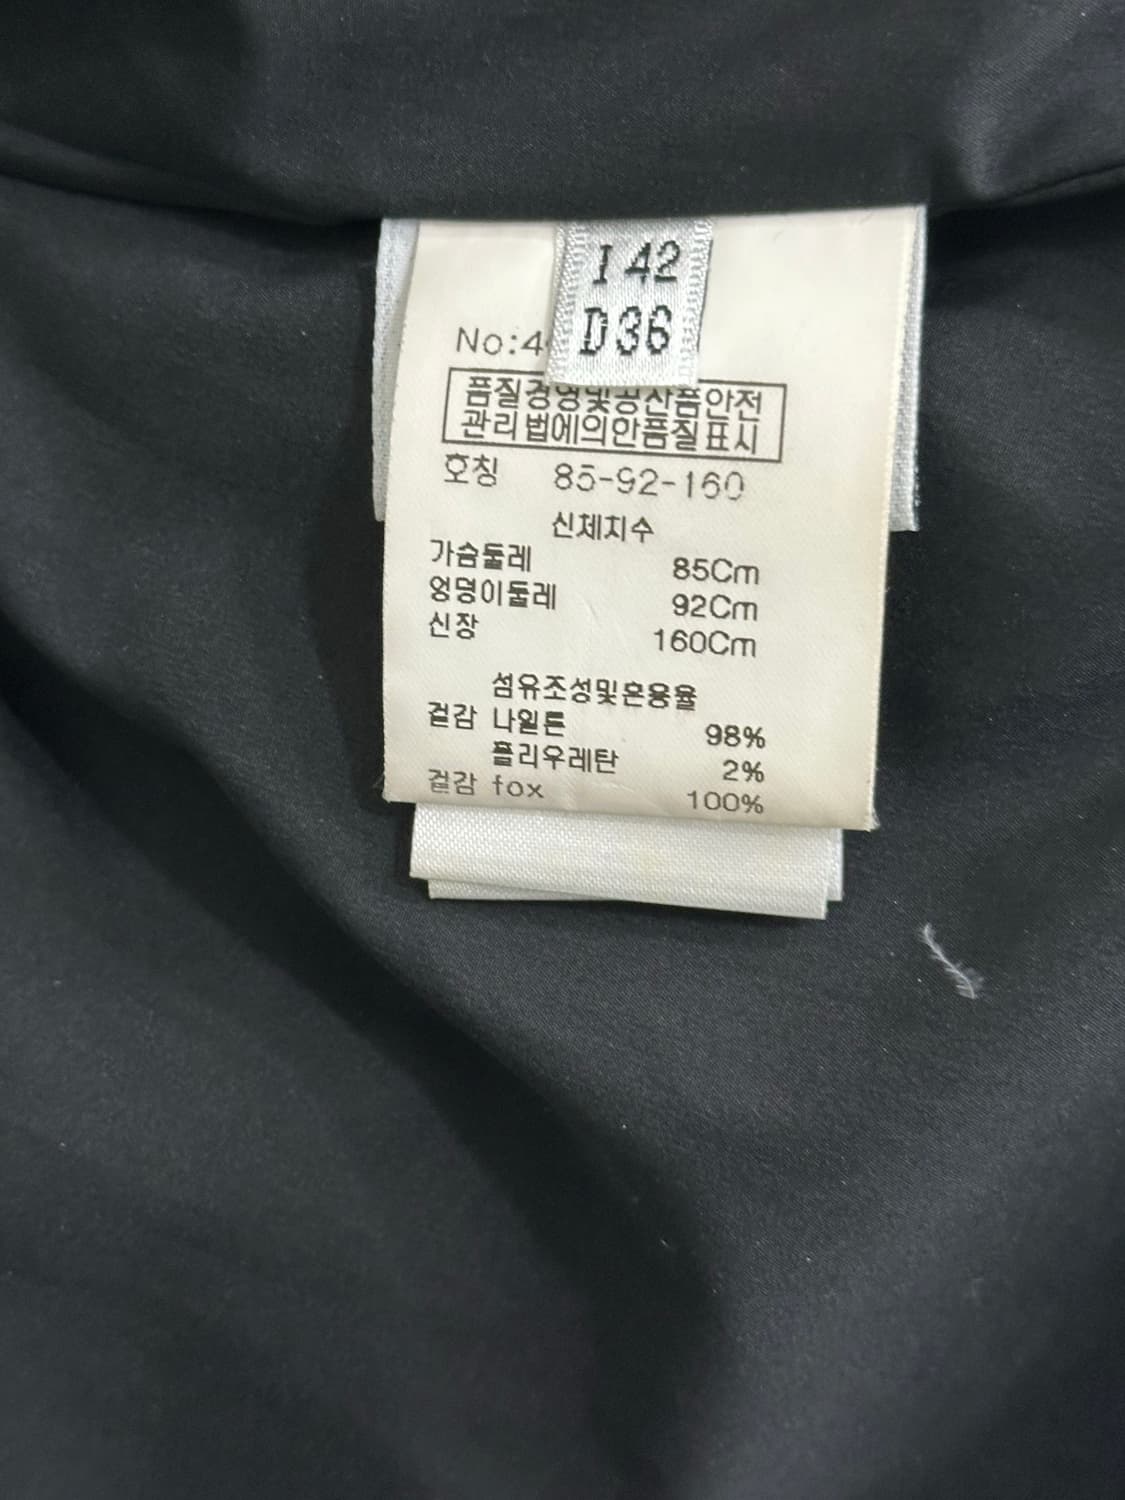 I 42
D36
No:4
품질경영및공산품안전
관리법에의한품질표시
호칭 85-92-160
신체치수
가슴둘레 85Cm
엉덩이둘레 92Cm
신장 160Cm
섬유조성및혼용율
겉감 나일론 98%
폴리우레탄 2%
겉감 fox 100%